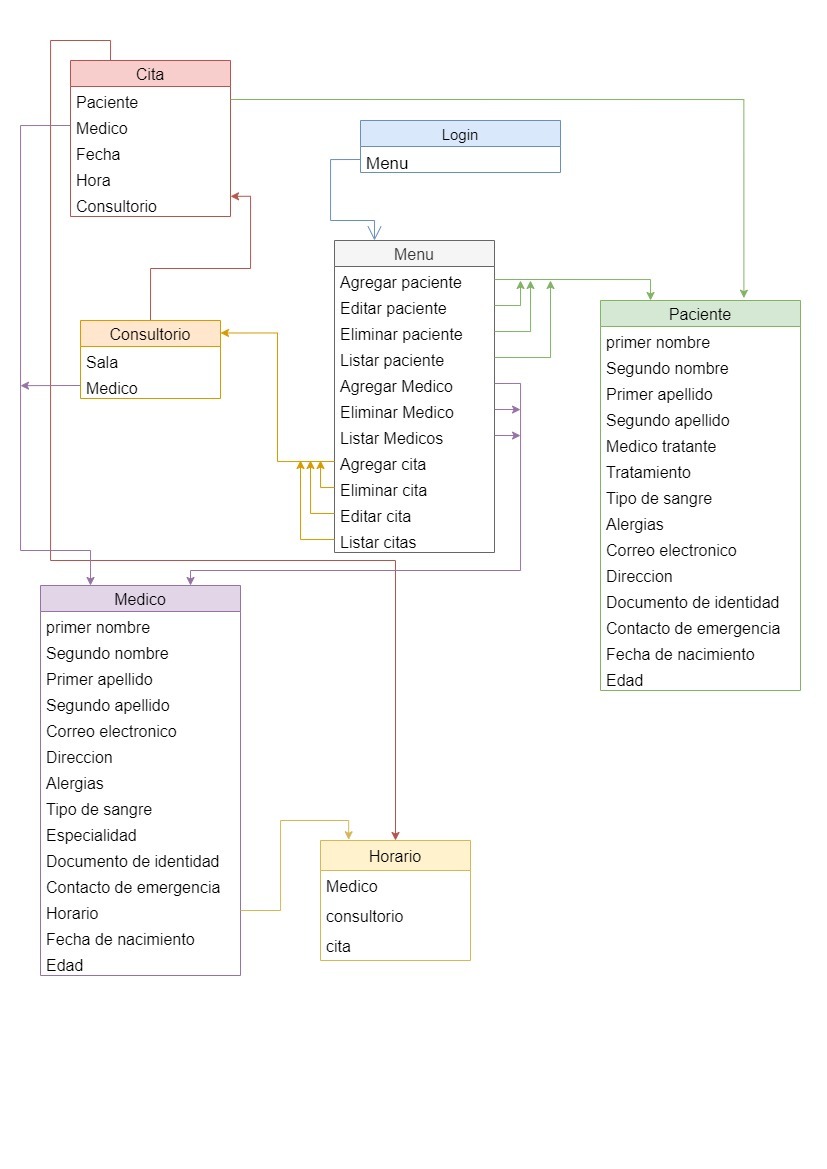 Cita
Paciente
Medico
Fecha
Hora
Consultorio
Login
Menu
Menu
Agregar paciente
Editar paciente
Eliminar paciente
Listar paciente
Agregar Medico
Eliminar Medico
Listar Medicos
Agregar cita
Eliminar cita
Editar cita
Listar citas
Consultorio
Sala
Medico
Paciente
primer nombre
Segundo nombre
Primer apellido
Segundo apellido
Medico tratante
Tratamiento
Tipo de sangre
Alergias
Correo electronico
Direccion
Documento de identidad
Contacto de emergencia
Fecha de nacimiento
Edad
Medico
primer nombre
Segundo nombre
Primer apellido
Segundo apellido
Correo electronico
Direccion
Alergias
Tipo de sangre
Especialidad
Documento de identidad
Contacto de emergencia
Horario
Fecha de nacimiento
Edad
Horario
Medico
consultorio
cita